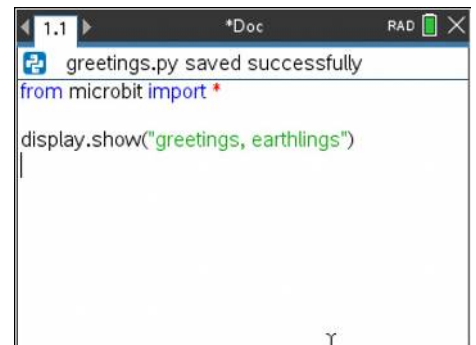 1.1 *Doc RAD
greetings.py saved successfully
from microbit import *
display.show("greetings, earthlings")